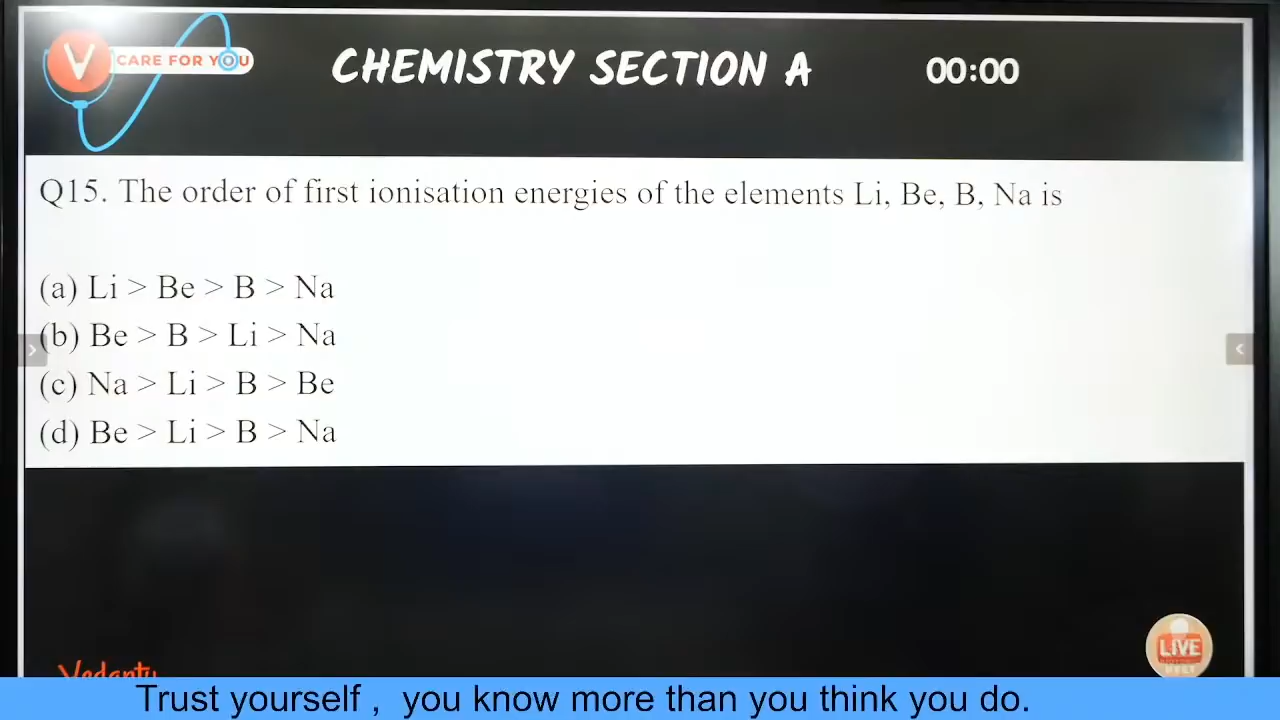 V CARE FOR YOU
CHEMISTRY SECTION A
00:00
Q15. The order of first ionisation energies of the elements Li, Be, B, Na is
(a) Li > Be > B > Na
(b) Be > B > Li > Na
(c) Na > Li > B > Be
(d) Be > Li > B > Na
LIVE
Trust yourself , you know more than you think you do.